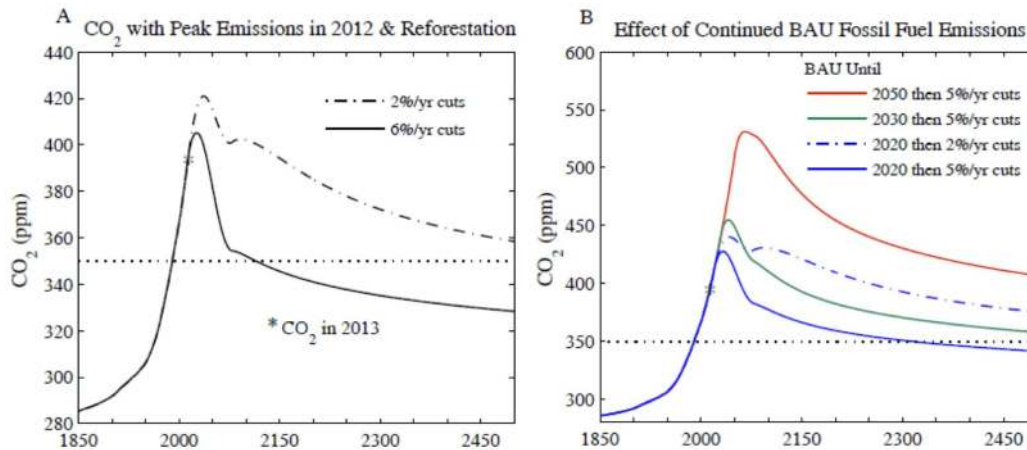 A
CO2 with Peak Emissions in 2012 & Reforestation
440
420
400
380
360
340
320
300
280
CO2 (ppm)
2%/yr cuts
6%/yr cuts
* CO2 in 2013
1850 2000 2150 2300 2450
B
Effect of Continued BAU Fossil Fuel Emissions
600
550
500
450
400
350
300
CO2 (ppm)
BAU Until
2050 then 5%/yr cuts
2030 then 5%/yr cuts
2020 then 2%/yr cuts
2020 then 5%/yr cuts
1850 2000 2150 2300 2450